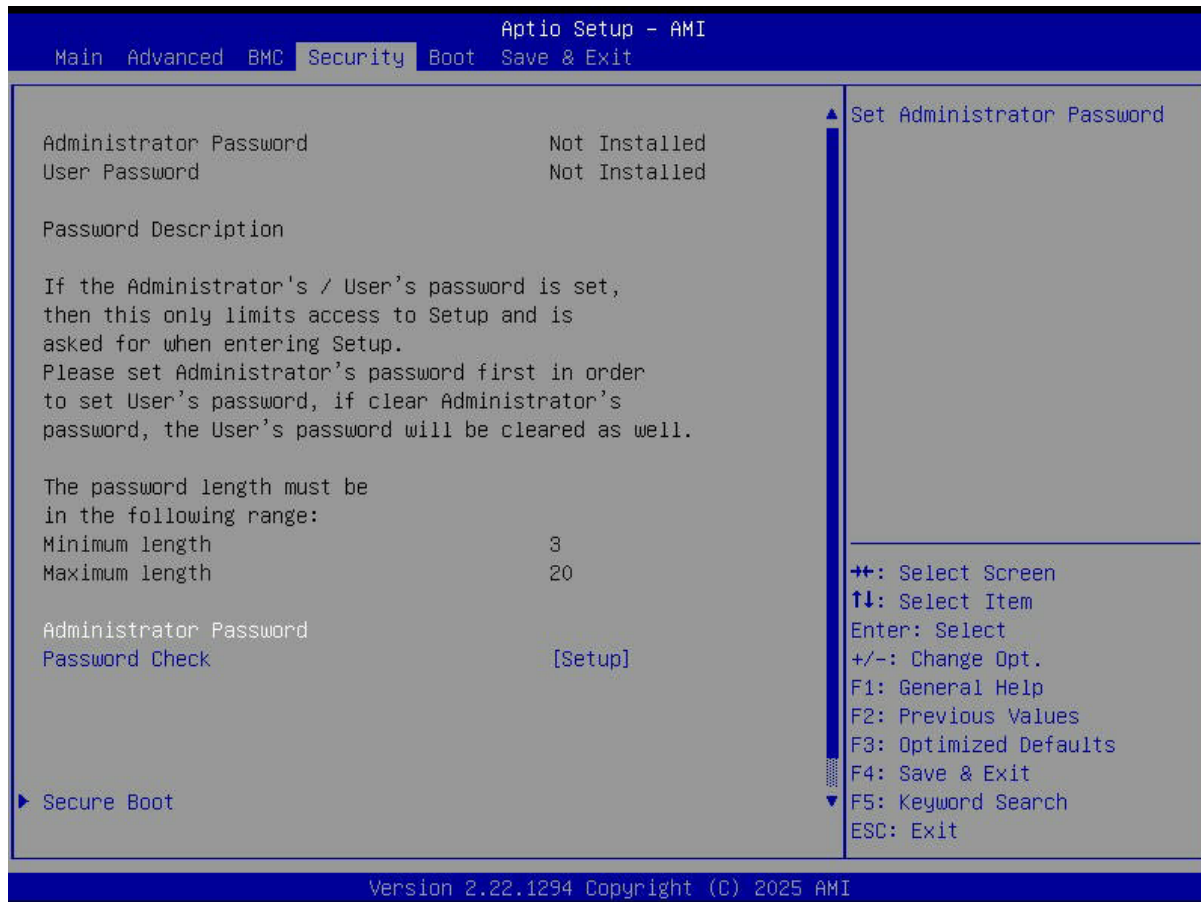 Aptio Setup – AMI
Main Advanced BMC Security Boot Save & Exit
Administrator Password Not Installed
User Password Not Installed
Password Description
If the Administrator's / User's password is set,
then this only limits access to Setup and is
asked for when entering Setup.
Please set Administrator's password first in order
to set User's password, if clear Administrator's
password, the User's password will be cleared as well.
The password length must be
in the following range:
Minimum length 3
Maximum length 20
Administrator Password
Password Check [Setup]
Secure Boot
Set Administrator Password
→←: Select Screen
↑↓: Select Item
Enter: Select
+/-: Change Opt.
F1: General Help
F2: Previous Values
F3: Optimized Defaults
F4: Save & Exit
F5: Keyword Search
ESC: Exit
Version 2.22.1294 Copyright (C) 2025 AMI